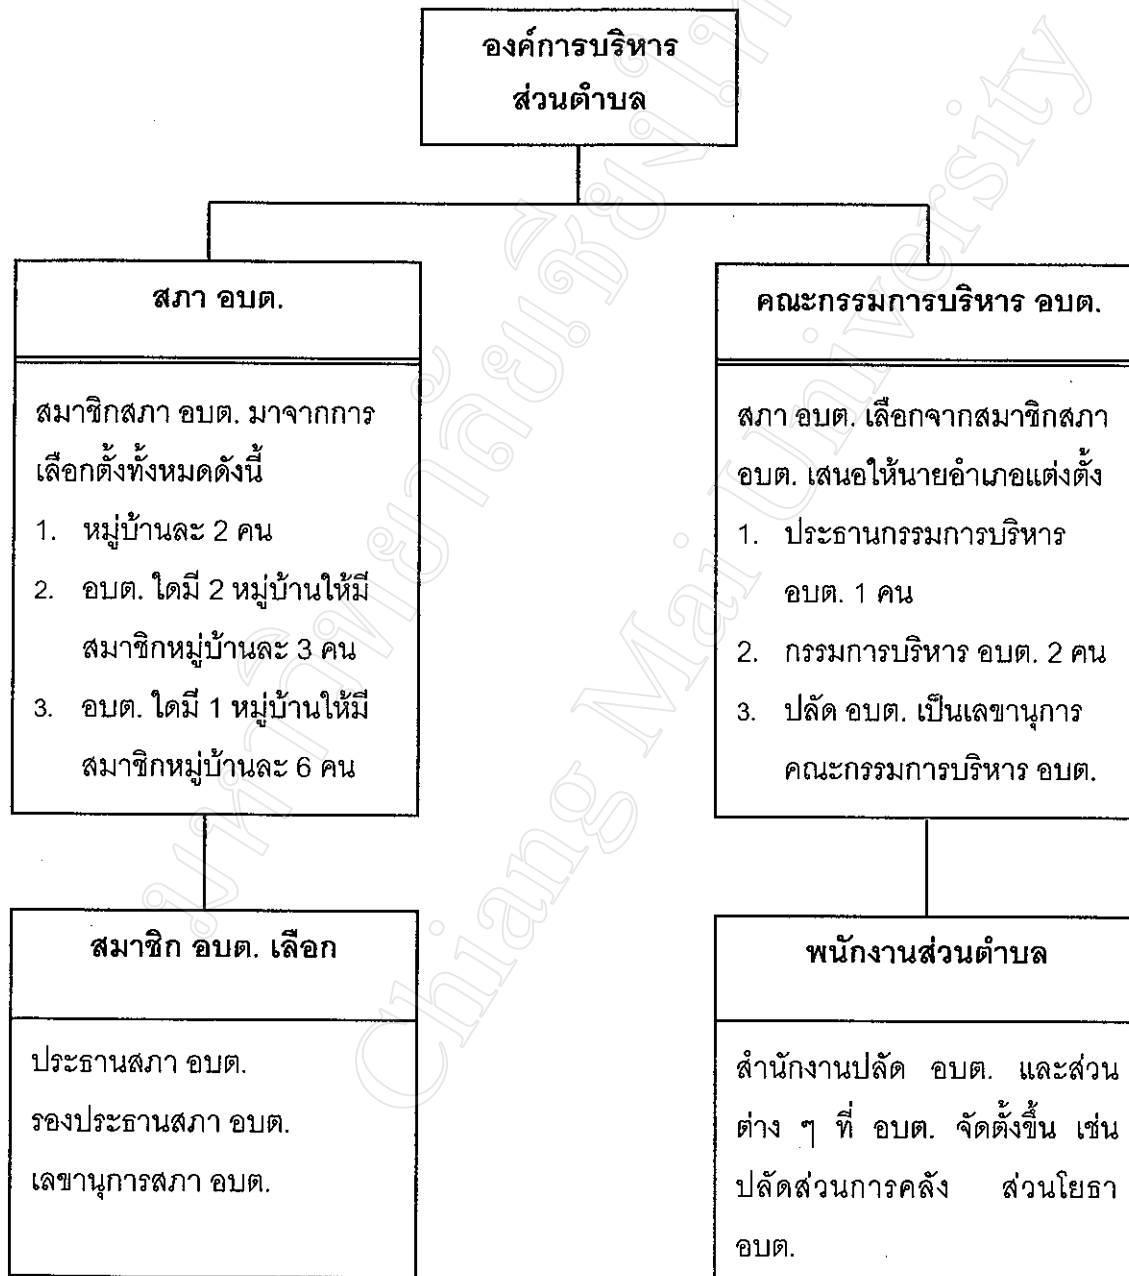 องค์การบริหาร
ส่วนตำบล
สภา อบต.
สมาชิกสภา อบต. มาจากการ
เลือกตั้งทั้งหมดดังนี้
1. หมู่บ้านละ 2 คน
2. อบต. ใดมี 2 หมู่บ้านให้มี
สมาชิกหมู่บ้านละ 3 คน
3. อบต. ใดมี 1 หมู่บ้านให้มี
สมาชิกหมู่บ้านละ 6 คน
คณะกรรมการบริหาร อบต.
สภา อบต. เลือกจากสมาชิกสภา
อบต. เสนอให้นายอำเภอแต่งตั้ง
1. ประธานกรรมการบริหาร
อบต. 1 คน
2. กรรมการบริหาร อบต. 2 คน
3. ปลัด อบต. เป็นเลขานุการ
คณะกรรมการบริหาร อบต.
สมาชิก อบต. เลือก
ประธานสภา อบต.
รองประธานสภา อบต.
เลขานุการสภา อบต.
พนักงานส่วนตำบล
สำนักงานปลัด อบต. และส่วน
ต่าง ๆ ที่ อบต. จัดตั้งขึ้น เช่น
ปลัดส่วนการคลัง ส่วนโยธา
อบต.
มหาวิทยาลัยเชียงให
Chiang Mai University